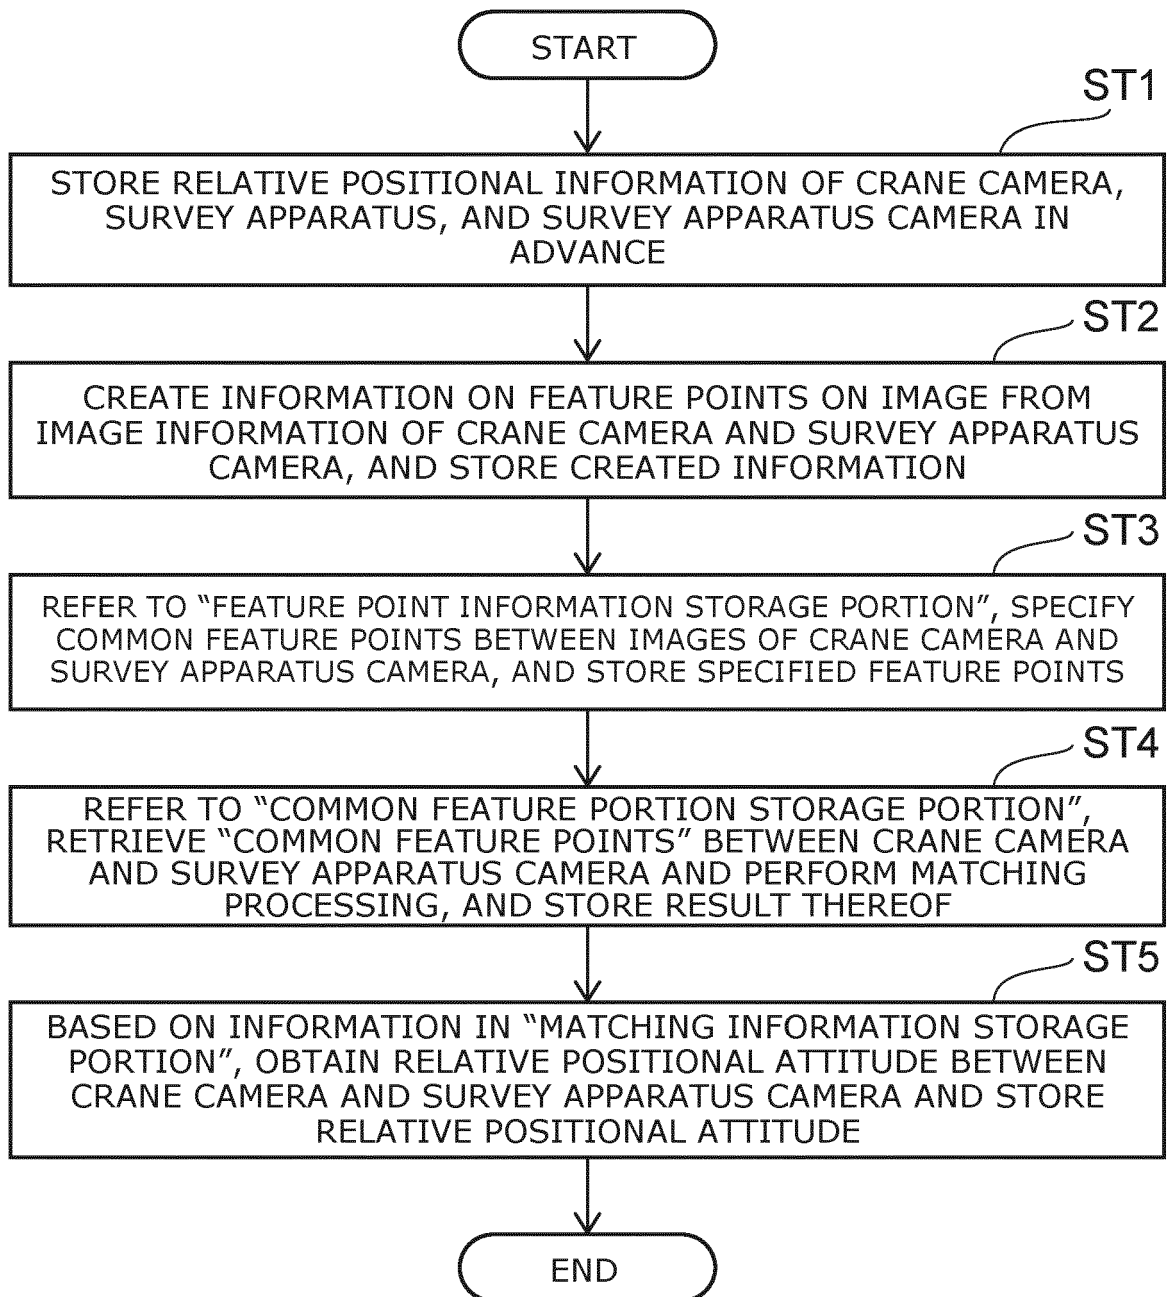 START
ST1
STORE RELATIVE POSITIONAL INFORMATION OF CRANE CAMERA,
SURVEY APPARATUS, AND SURVEY APPARATUS CAMERA IN
ADVANCE
ST2
CREATE INFORMATION ON FEATURE POINTS ON IMAGE FROM
IMAGE INFORMATION OF CRANE CAMERA AND SURVEY APPARATUS
CAMERA, AND STORE CREATED INFORMATION
ST3
REFER TO “FEATURE POINT INFORMATION STORAGE PORTION”, SPECIFY
COMMON FEATURE POINTS BETWEEN IMAGES OF CRANE CAMERA AND
SURVEY APPARATUS CAMERA, AND STORE SPECIFIED FEATURE POINTS
ST4
REFER TO “COMMON FEATURE PORTION STORAGE PORTION”,
RETRIEVE “COMMON FEATURE POINTS” BETWEEN CRANE CAMERA
AND SURVEY APPARATUS CAMERA AND PERFORM MATCHING
PROCESSING, AND STORE RESULT THEREOF
ST5
BASED ON INFORMATION IN “MATCHING INFORMATION STORAGE
PORTION”, OBTAIN RELATIVE POSITIONAL ATTITUDE BETWEEN
CRANE CAMERA AND SURVEY APPARATUS CAMERA AND STORE
RELATIVE POSITIONAL ATTITUDE
END